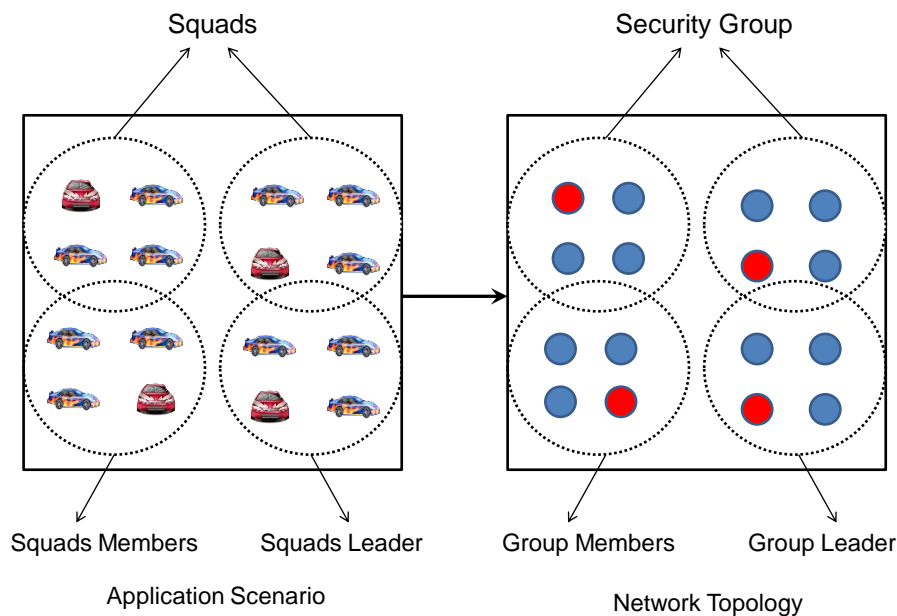 Squads
Security Group
Squads Members
Squads Leader
Group Members
Group Leader
Application Scenario
Network Topology